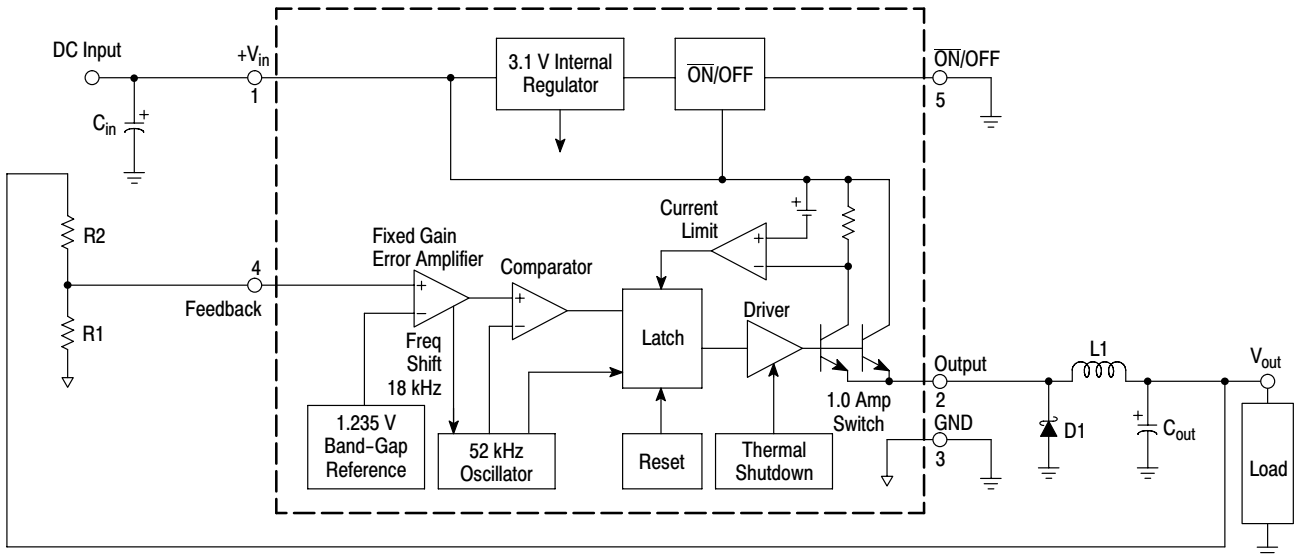 DC Input
+Vin
1
Cin
+
3.1 V Internal
Regulator
ON/OFF
ON/OFF
5
R2
R1
4
Feedback
Fixed Gain
Error Amplifier
+
−
Freq
Shift
18 kHz
Comparator
+
−
Current
Limit
+
−
+
Latch
Driver
1.0 Amp
Switch
1.235 V
Band−Gap
Reference
52 kHz
Oscillator
Reset
Thermal
Shutdown
Output
2
GND
3
L1
D1
+
Cout
Vout
Load